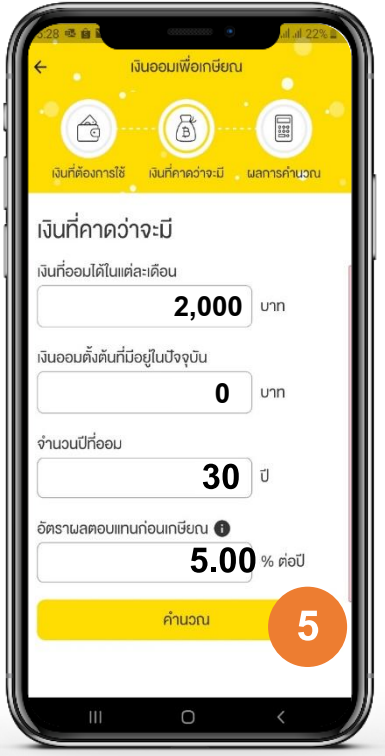 5:28 22%
เงินออมเพื่อเกษียณ
เงินที่ต้องการใช้ เงินที่คาดว่าจะมี ผลการคำนวณ
เงินที่คาดว่าจะมี
เงินที่ออมได้ในแต่ละเดือน
2,000 บาท
เงินออมตั้งต้นที่มีอยู่ในปัจจุบัน
0 บาท
จำนวนปีที่ออม
30 ปี
อัตราผลตอบแทนก่อนเกษียณ
5.00 % ต่อปี
คำนวณ
5